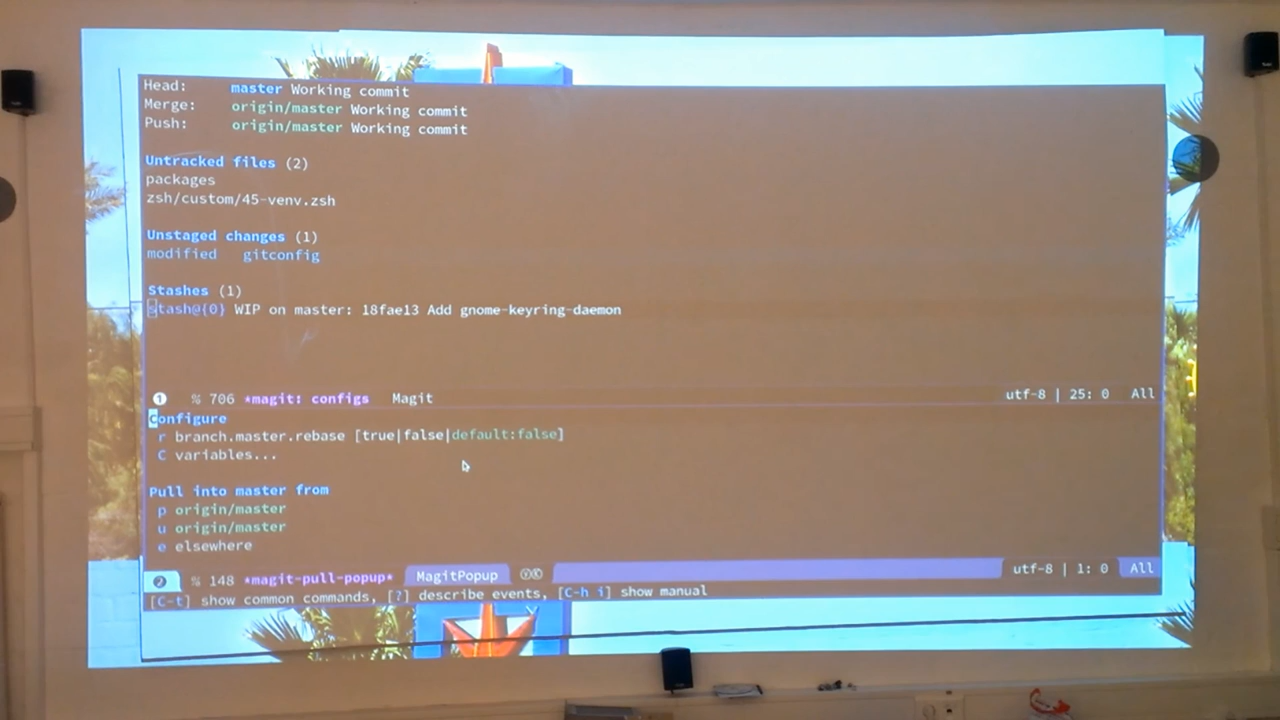 Head: master Working commit
Merge: origin/master Working commit
Push: origin/master Working commit
Untracked files (2)
packages
zsh/custom/45-venv.zsh
Unstaged changes (1)
modified gitconfig
Stashes (1)
stash@{0} WIP on master: 18fae13 Add gnome-keyring-daemon
1 % 706 *magit: configs Magit utf-8 | 25: 0 All
Configure
r branch.master.rebase [true|false|default:false]
C variables...
Pull into master from
p origin/master
u origin/master
e elsewhere
2 % 148 *magit-pull-popup* MagitPopup ⓨⓚ utf-8 | 1: 0 All
[C-t] show common commands, [?] describe events, [C-h i] show manual